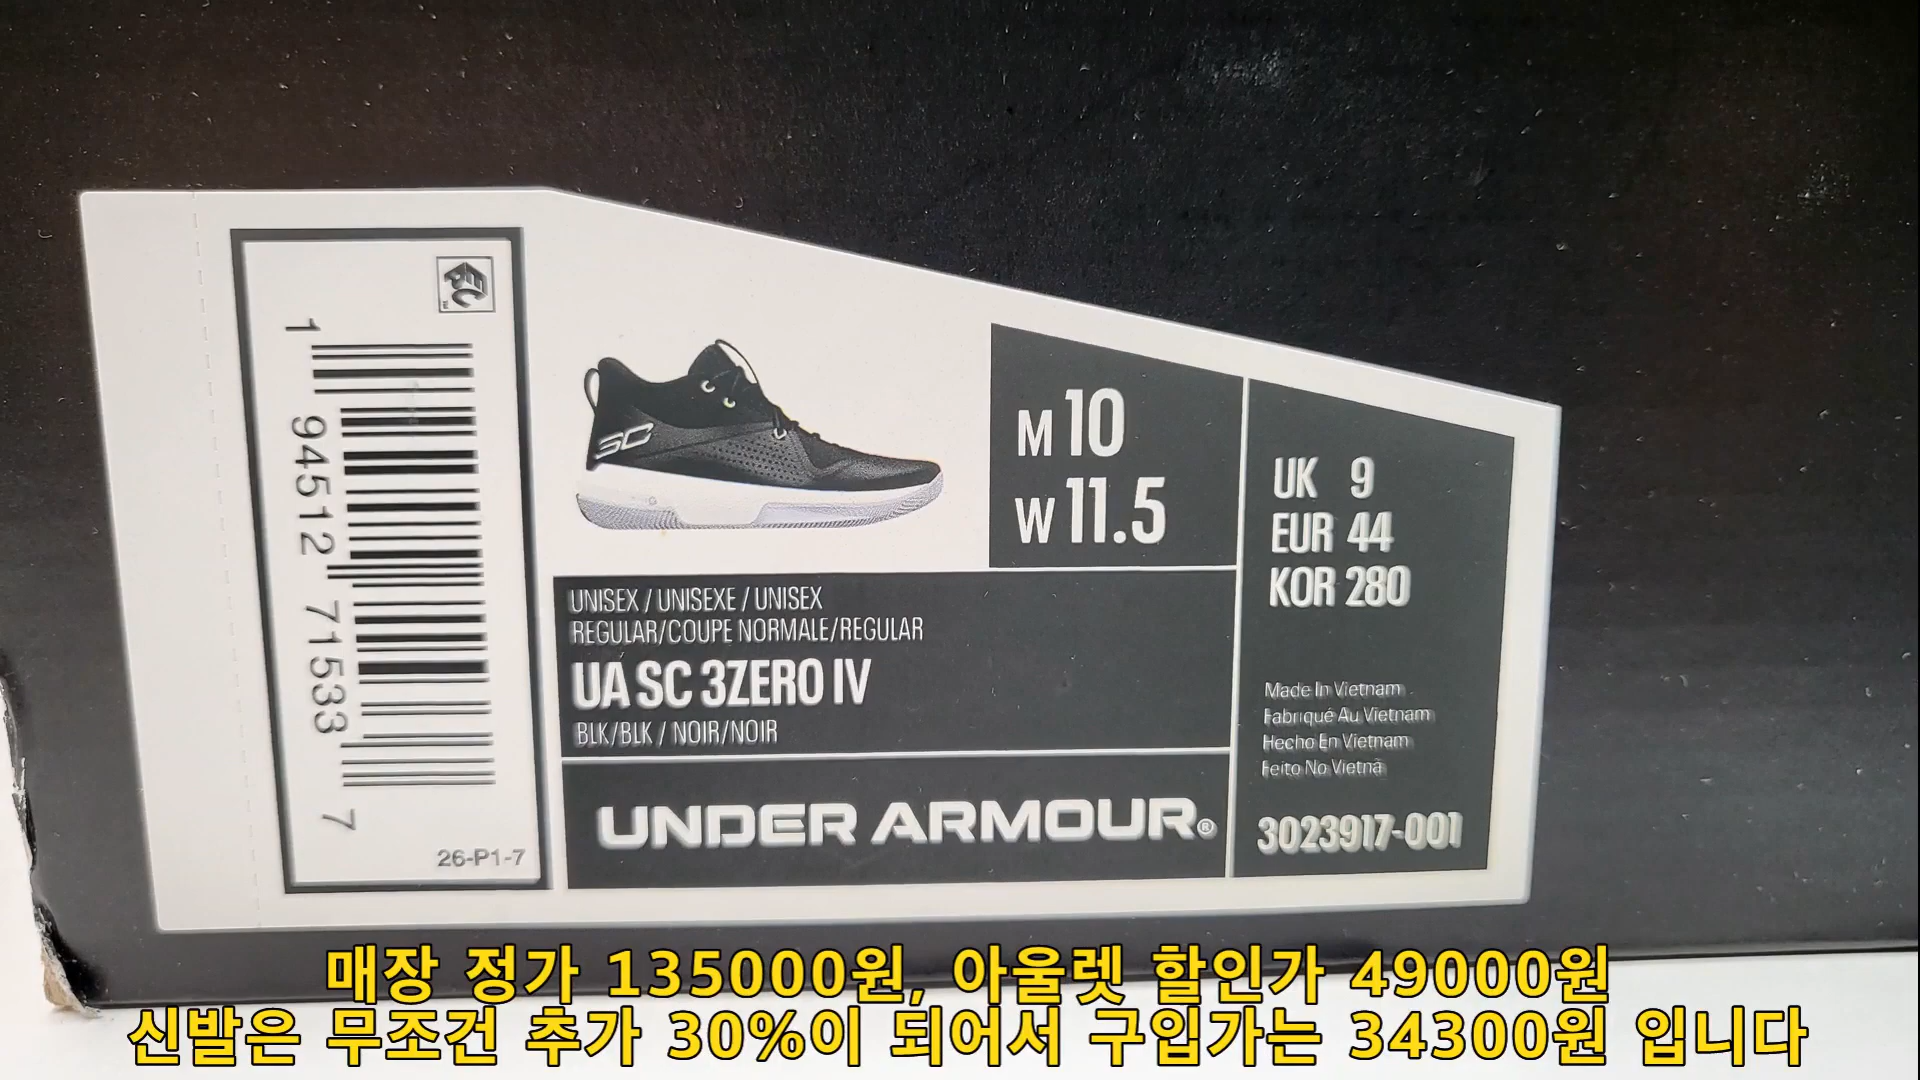 1 94512 71533 7
26-P1-7
SC
M 10
W 11.5
UK 9
EUR 44
KOR 280
UNISEX / UNISEXE / UNISEX
REGULAR/COUPE NORMALE/REGULAR
UA SC 3ZERO IV
BLK/BLK / NOIR/NOIR
Made In Vietnam
Fabriqué Au Vietnam
Hecho En Vietnam
Feito No Vietnã
UNDER ARMOUR®
3023917-001
매장 정가 135000원, 아울렛 할인가 49000원
신발은 무조건 추가 30%이 되어서 구입가는 34300원 입니다